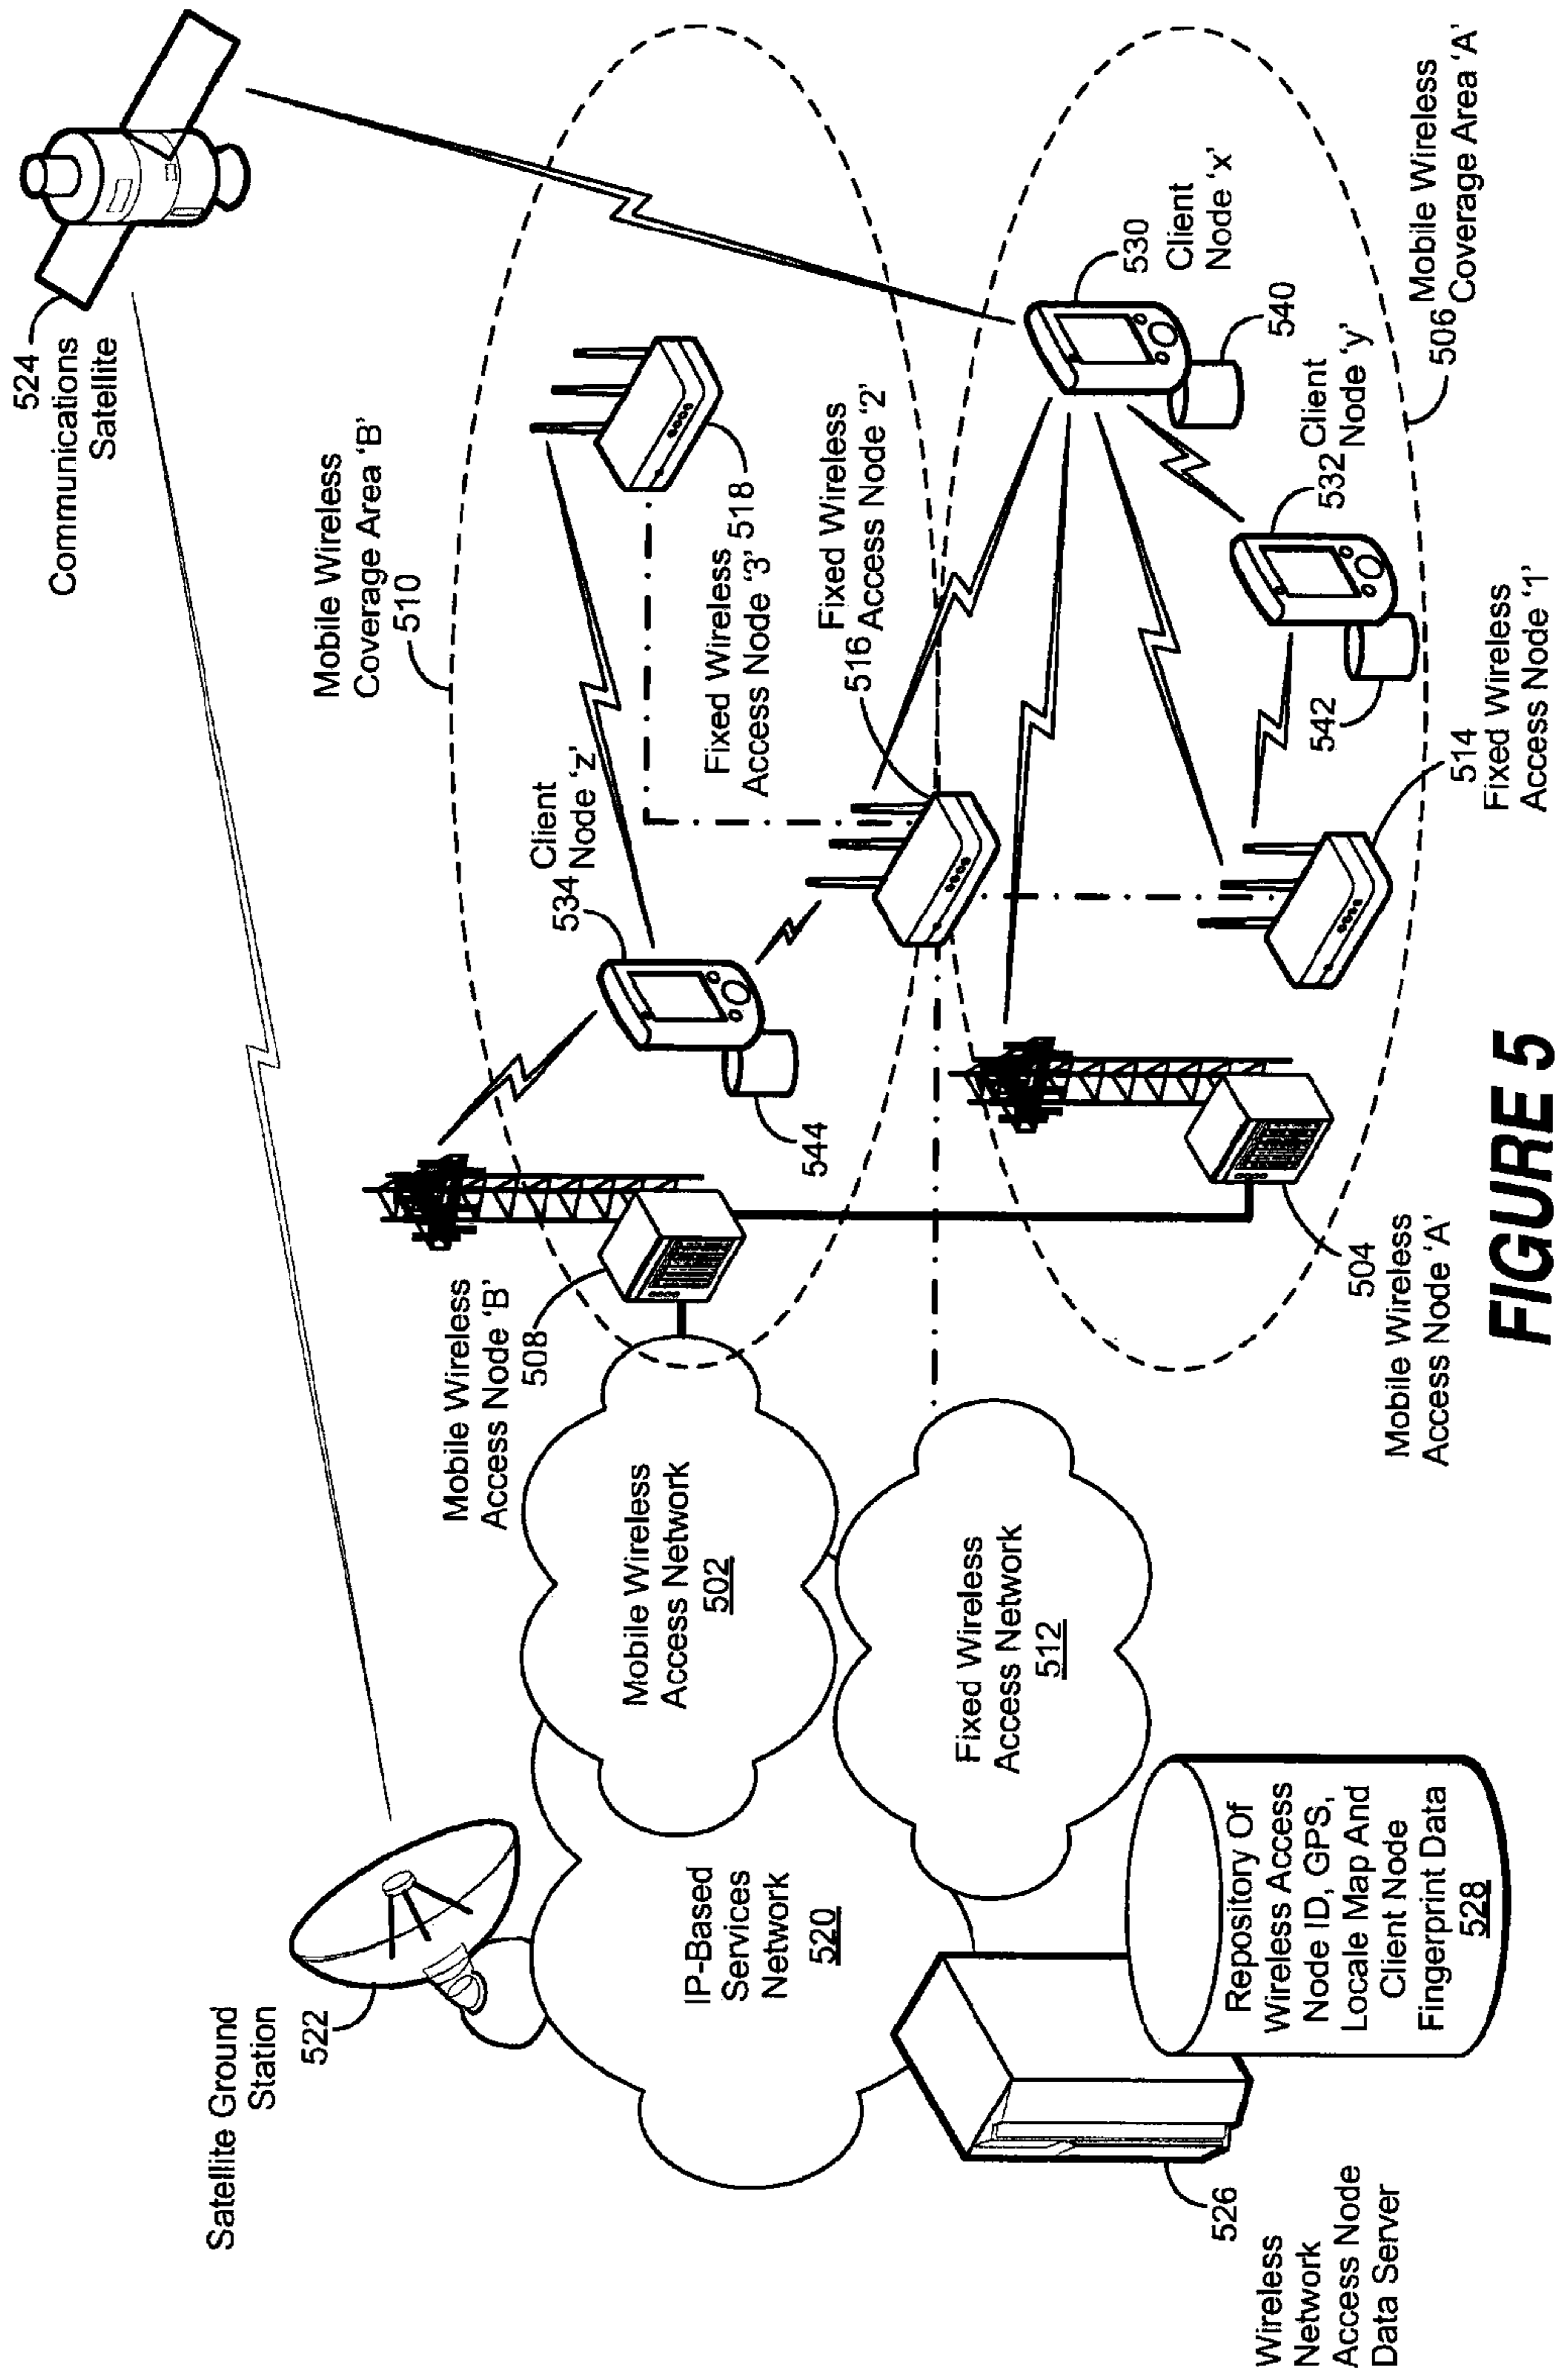 524
Communications
Satellite
Mobile Wireless
Coverage Area 'B'
510
Satellite Ground
Station
522
Mobile Wireless
Access Node 'B'
508
534
Client
Node 'z'
544
518
Fixed Wireless
Access Node '3'
Fixed Wireless
Access Node '2'
516
Mobile Wireless
Access Network
502
IP-Based
Services
Network
520
Fixed Wireless
Access Network
512
530
Client
Node 'x'
540
532
Client
Node 'y'
542
506
Mobile Wireless
Coverage Area 'A'
514
Fixed Wireless
Access Node '1'
504
Mobile Wireless
Access Node 'A'
526
Wireless
Network
Access Node
Data Server
Repository Of
Wireless Access
Node ID, GPS,
Locale Map And
Client Node
Fingerprint Data
528
FIGURE 5